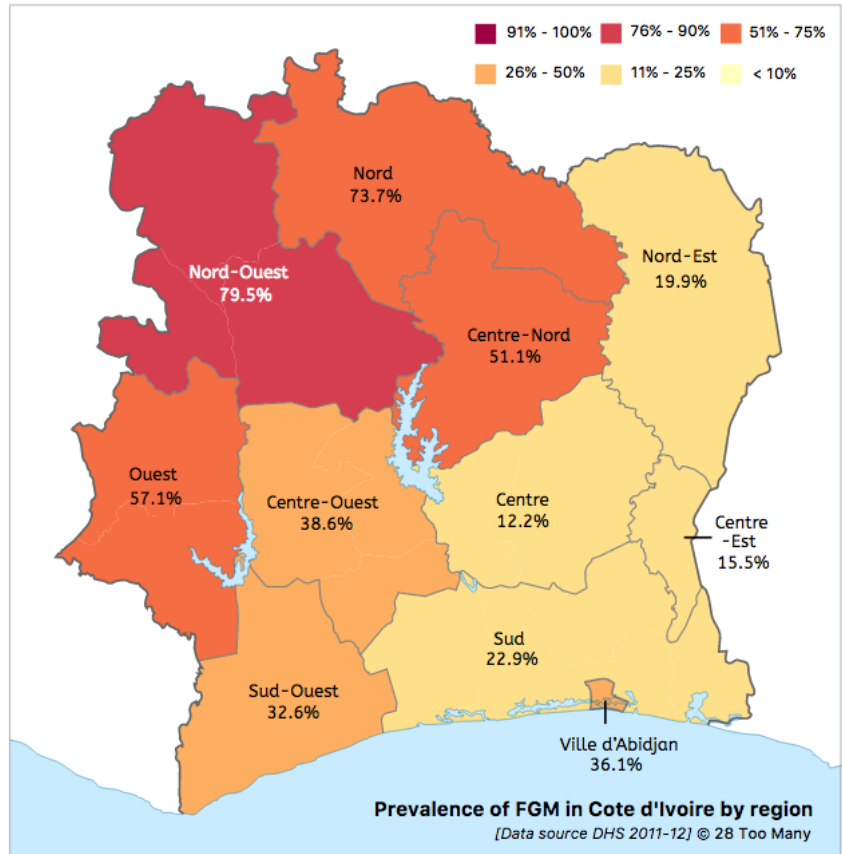 91% - 100%
76% - 90%
51% - 75%
26% - 50%
11% - 25%
< 10%
Nord
73.7%
Nord-Est
19.9%
Nord-Ouest
79.5%
Centre-Nord
51.1%
Ouest
57.1%
Centre-Ouest
38.6%
Centre
12.2%
Centre
-Est
15.5%
Sud
22.9%
Sud-Ouest
32.6%
Ville d'Abidjan
36.1%
Prevalence of FGM in Cote d'Ivoire by region
[Data source DHS 2011-12] © 28 Too Many